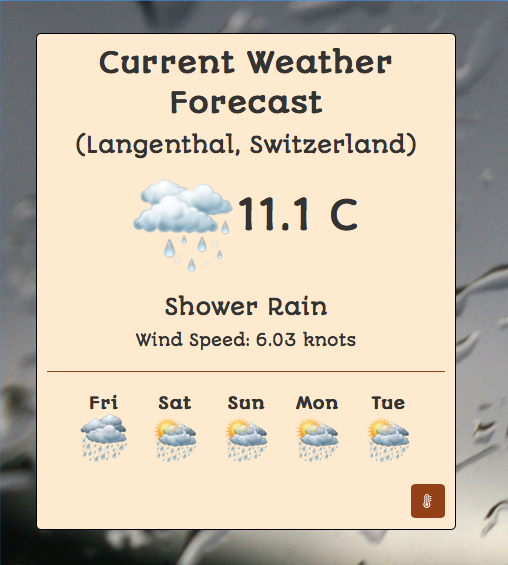 Current Weather
Forecast
(Langenthal, Switzerland)
11.1 C
Shower Rain
Wind Speed: 6.03 knots
Fri Sat Sun Mon Tue